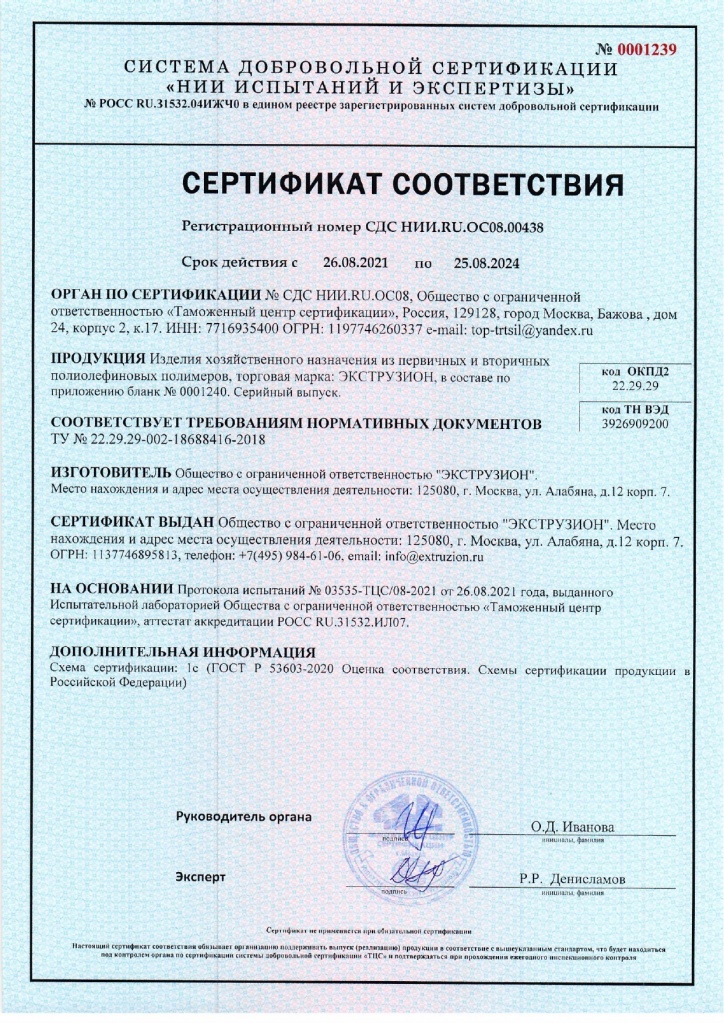 № 0001239
СИСТЕМА ДОБРОВОЛЬНОЙ СЕРТИФИКАЦИИ
«НИИ ИСПЫТАНИЙ И ЭКСПЕРТИЗЫ»
№ РОСС RU.31532.04ИЖЧ0 в едином реестре зарегистрированных систем добровольной сертификации
СЕРТИФИКАТ СООТВЕТСТВИЯ
Регистрационный номер СДС НИИ.RU.ОС08.00438
Срок действия с 26.08.2021 по 25.08.2024
ОРГАН ПО СЕРТИФИКАЦИИ № СДС НИИ.RU.ОС08, Общество с ограниченной
ответственностью «Таможенный центр сертификации», Россия, 129128, город Москва, Бажова , дом
24, корпус 2, к.17. ИНН: 7716935400 ОГРН: 1197746260337 e-mail: top-trtsil@yandex.ru
ПРОДУКЦИЯ Изделия хозяйственного назначения из первичных и вторичных
полиолефиновых полимеров, торговая марка: ЭКСТРУЗИОН, в составе по
приложению бланк № 0001240. Серийный выпуск.
код ОКПД2
22.29.29
код ТН ВЭД
3926909200
СООТВЕТСТВУЕТ ТРЕБОВАНИЯМ НОРМАТИВНЫХ ДОКУМЕНТОВ
ТУ № 22.29.29-002-18688416-2018
ИЗГОТОВИТЕЛЬ Общество с ограниченной ответственностью "ЭКСТРУЗИОН".
Место нахождения и адрес места осуществления деятельности: 125080, г. Москва, ул. Алабяна, д.12 корп. 7.
СЕРТИФИКАТ ВЫДАН Общество с ограниченной ответственностью "ЭКСТРУЗИОН". Место
нахождения и адрес места осуществления деятельности: 125080, г. Москва, ул. Алабяна, д.12 корп. 7.
ОГРН: 1137746895813, телефон: +7(495) 984-61-06, email: info@extruzion.ru
НА ОСНОВАНИИ Протокола испытаний № 03535-ТЦС/08-2021 от 26.08.2021 года, выданного
Испытательной лабораторией Общества с ограниченной ответственностью «Таможенный центр
сертификации», аттестат аккредитации РОСС RU.31532.ИЛ07.
ДОПОЛНИТЕЛЬНАЯ ИНФОРМАЦИЯ
Схема сертификации: 1с (ГОСТ Р 53603-2020 Оценка соответствия. Схемы сертификации продукции в
Российской Федерации)
Руководитель органа
подпись
О.Д. Иванова
инициалы, фамилия
Эксперт
подпись
Р.Р. Денисламов
инициалы, фамилия
Сертификат не применяется при обязательной сертификации
Настоящий сертификат соответствия обязывает организацию поддерживать выпуск (реализацию) продукции в соответствие с вышеуказанным стандартом, что будет находиться
под контролем органа по сертификации системы добровольной сертификации «ТЦС» и подтверждаться при прохождении ежегодного инспекционного контроля